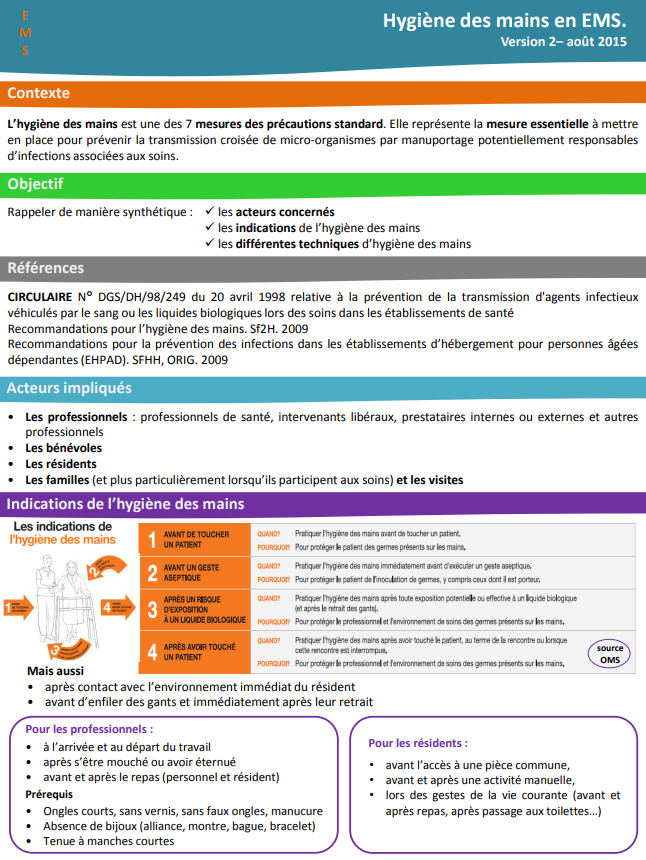 E
M
S
Hygiène des mains en EMS.
Version 2– août 2015
Contexte
L'hygiène des mains est une des 7 mesures des précautions standard. Elle représente la mesure essentielle à mettre
en place pour prévenir la transmission croisée de micro-organismes par manuportage potentiellement responsables
d'infections associées aux soins.
Objectif
Rappeler de manière synthétique : ✓ les acteurs concernés
✓ les indications de l'hygiène des mains
✓ les différentes techniques d'hygiène des mains
Références
CIRCULAIRE N° DGS/DH/98/249 du 20 avril 1998 relative à la prévention de la transmission d'agents infectieux
véhiculés par le sang ou les liquides biologiques lors des soins dans les établissements de santé
Recommandations pour l'hygiène des mains. Sf2H. 2009
Recommandations pour la prévention des infections dans les établissements d'hébergement pour personnes âgées
dépendantes (EHPAD). SFHH, ORIG. 2009
Acteurs impliqués
• Les professionnels : professionnels de santé, intervenants libéraux, prestataires internes ou externes et autres
professionnels
• Les bénévoles
• Les résidents
• Les familles (et plus particulièrement lorsqu'ils participent aux soins) et les visites
Indications de l'hygiène des mains
Les indications de
l'hygiène des mains
1
2
3
4
1 AVANT DE TOUCHER
UN PATIENT
QUAND? Pratiquer l'hygiène des mains avant de toucher un patient.
POURQUOI? Pour protéger le patient des germes présents sur les mains.
2 AVANT UN GESTE
ASEPTIQUE
QUAND? Pratiquer l'hygiène des mains immédiatement avant d'exécuter un geste aseptique.
POURQUOI? Pour protéger le patient de l'inoculation de germes, y compris ceux dont il est porteur.
3 APRÈS UN RISQUE
D'EXPOSITION
À UN LIQUIDE BIOLOGIQUE
QUAND? Pratiquer l'hygiène des mains après toute exposition potentielle ou effective à un liquide biologique
(et après le retrait des gants).
POURQUOI? Pour protéger le professionnel et l'environnement de soins des germes présents sur les mains.
4 APRÈS AVOIR TOUCHÉ
UN PATIENT
QUAND? Pratiquer l'hygiène des mains après avoir touché le patient, au terme de la rencontre ou lorsque
cette rencontre est interrompue.
POURQUOI? Pour protéger le professionnel et l'environnement de soins des germes présents sur les mains.
source
OMS
Mais aussi
• après contact avec l'environnement immédiat du résident
• avant d'enfiler des gants et immédiatement après leur retrait
Pour les professionnels :
• à l'arrivée et au départ du travail
• après s'être mouché ou avoir éternué
• avant et après le repas (personnel et résident)
Prérequis
• Ongles courts, sans vernis, sans faux ongles, manucure
• Absence de bijoux (alliance, montre, bague, bracelet)
• Tenue à manches courtes
Pour les résidents :
• avant l'accès à une pièce commune,
• avant et après une activité manuelle,
• lors des gestes de la vie courante (avant et
après repas, après passage aux toilettes…)